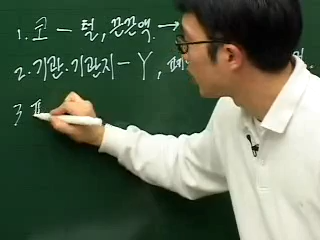 1. 코 - 털, 끈끈액 →
2. 기관·기관지 - Y,
3. ㅍ